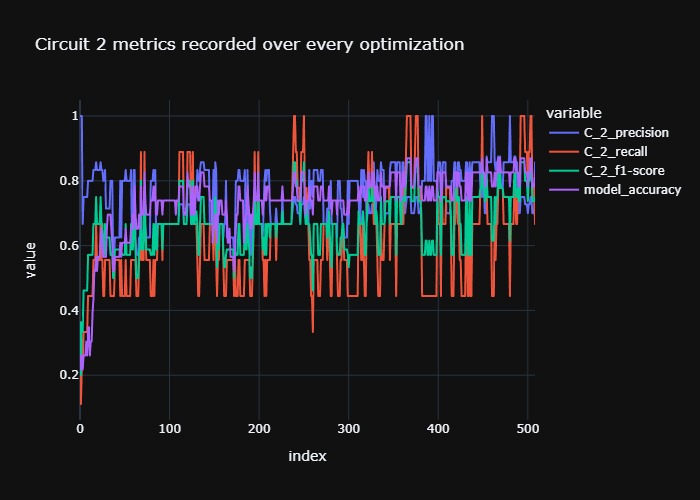 Circuit 2 metrics recorded over every optimization
variable
C_2_precision
C_2_recall
C_2_f1-score
model_accuracy
1
0.8
0.6
0.4
0.2
value
0 100 200 300 400 500
index